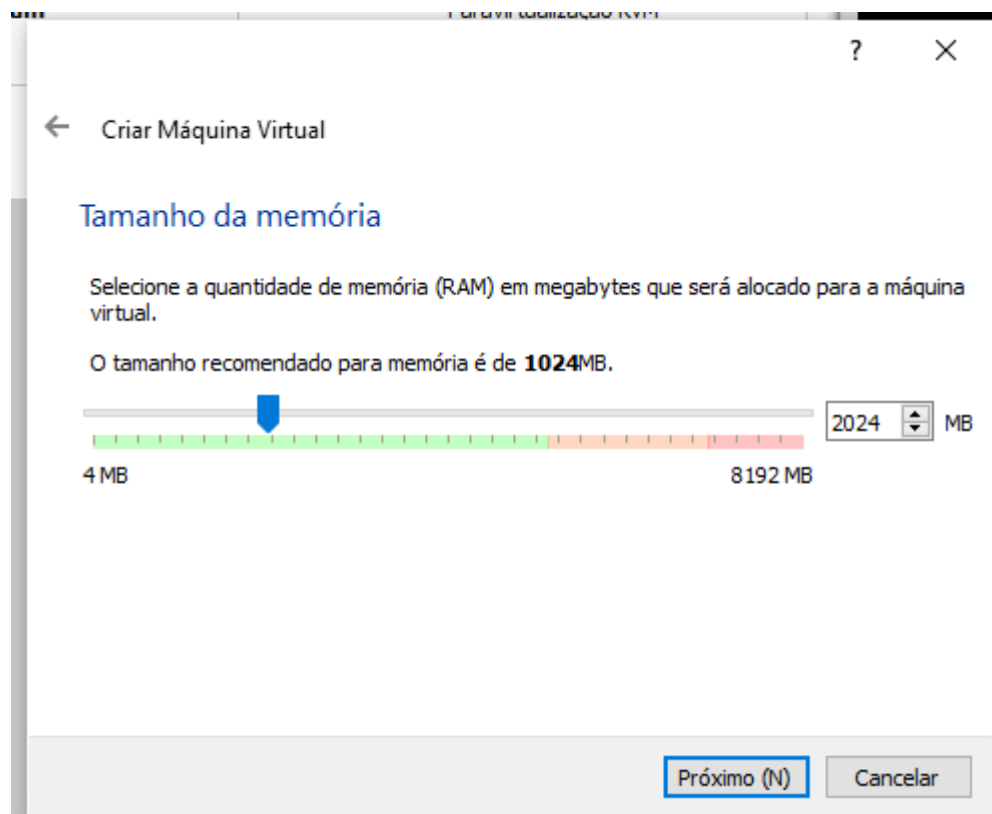 ?
Criar Máquina Virtual
Tamanho da memória
Selecione a quantidade de memória (RAM) em megabytes que será alocado para a máquina
virtual.
O tamanho recomendado para memória é de 1024MB.
2024 MB
4 MB 8192 MB
Próximo (N) Cancelar